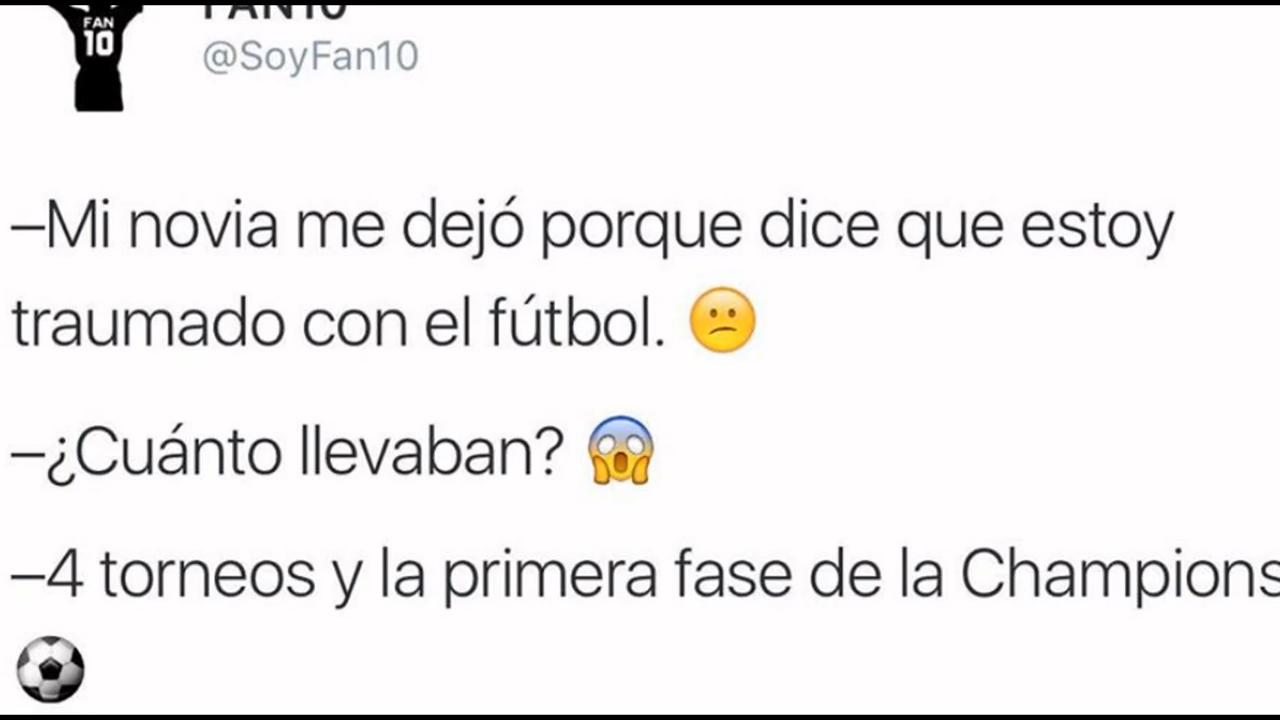 FAN
10
FAN10
@SoyFan10
–Mi novia me dejó porque dice que estoy
traumado con el fútbol. 😕
–¿Cuánto llevaban? 😱
–4 torneos y la primera fase de la Champions
⚽